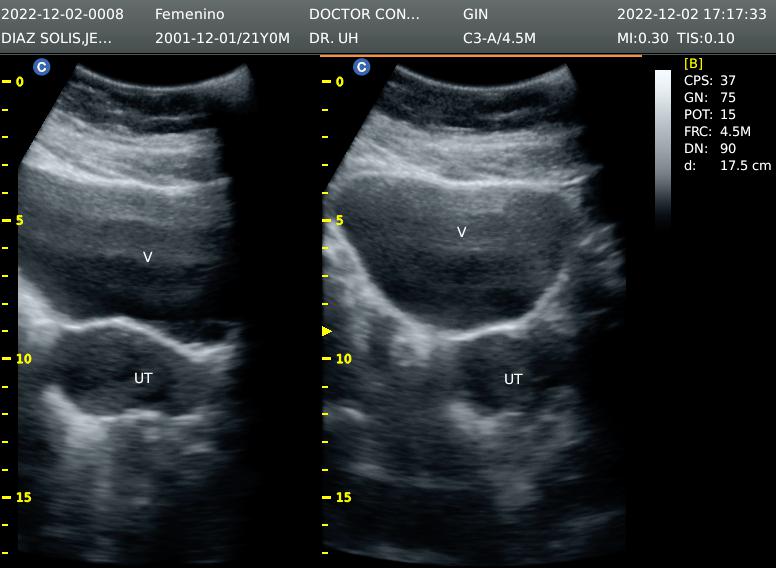 2022-12-02-0008 Femenino DOCTOR CON... GIN 2022-12-02 17:17:33
DIAZ SOLIS,JE... 2001-12-01/21Y0M DR. UH C3-A/4.5M MI:0.30 TIS:0.10
C C [B]
0 0 CPS: 37
GN: 75
POT: 15
FRC: 4.5M
DN: 90
d: 17.5 cm
5 5
V V
10 10
UT UT
15 15